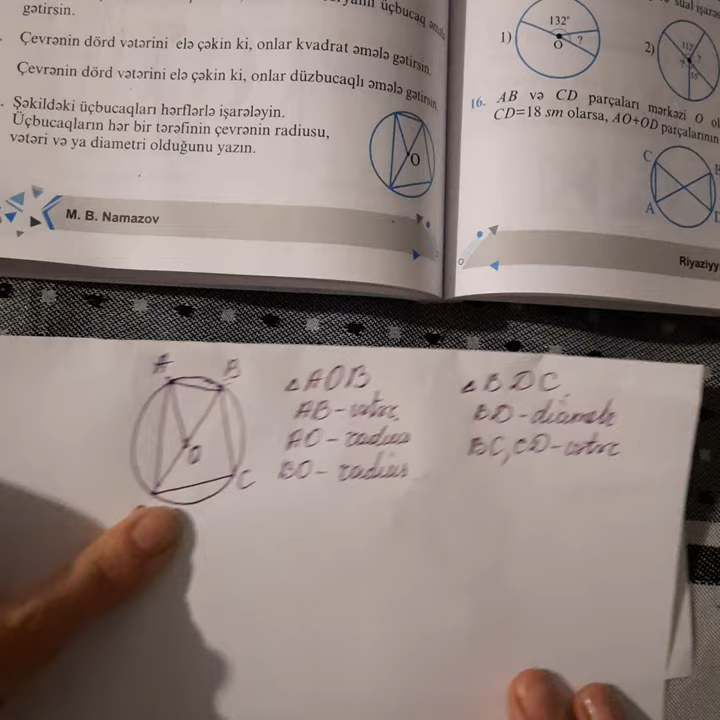 üçbucaq
gətirsin.
Çevrənin dörd vətərini elə çəkin ki, onlar kvadrat əmələ gətirsin.
Çevrənin dörd vətərini elə çəkin ki, onlar düzbucaqlı əmələ gətirsin.
Şəkildəki üçbucaqları hərflərlə işarələyin.
Üçbucaqların hər bir tərəfinin çevrənin radiusu,
vətəri və ya diametri olduğunu yazın.
O
M. B. Namazov
sual
1)
132°
O
?
2)
112°
?
?
16. AB və CD parçaları mərkəzi O
CD=18 sm olarsa, AO+OD parçalarının
C
A
Riyaziyy
A
B
O
C
△AOB
AB-vətər
AO-radius
BO-radius
△BDC
BD-diametr
BC, CD-vətər